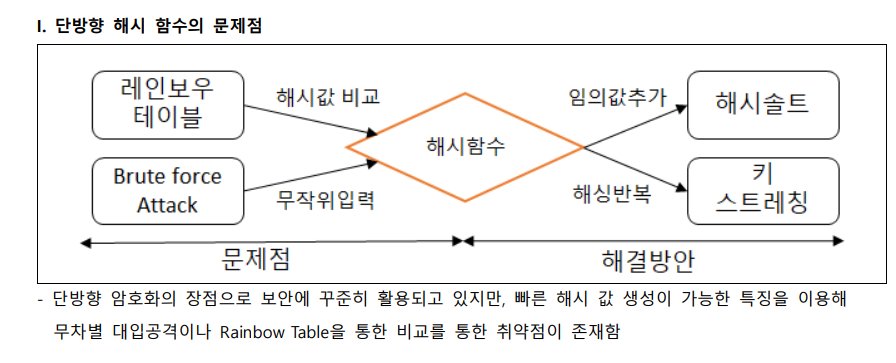 I. 단방향 해시 함수의 문제점
레인보우
테이블
해시값 비교
임의값추가
해시솔트
해시함수
Brute force
Attack
무작위입력
해싱반복
키
스트레칭
문제점
해결방안
- 단방향 암호화의 장점으로 보안에 꾸준히 활용되고 있지만, 빠른 해시 값 생성이 가능한 특징을 이용해
무차별 대입공격이나 Rainbow Table을 통한 비교를 통한 취약점이 존재함